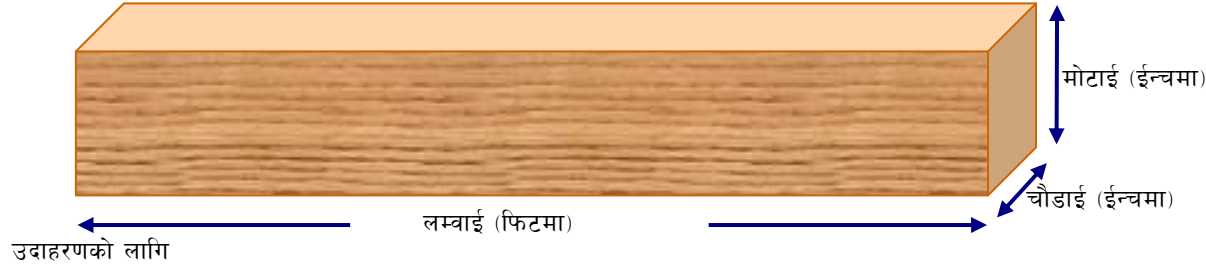 मोटाई (ईन्चमा)
चौडाई (ईन्चमा)
लम्वाई (फिटमा)
उदाहरणको लागि